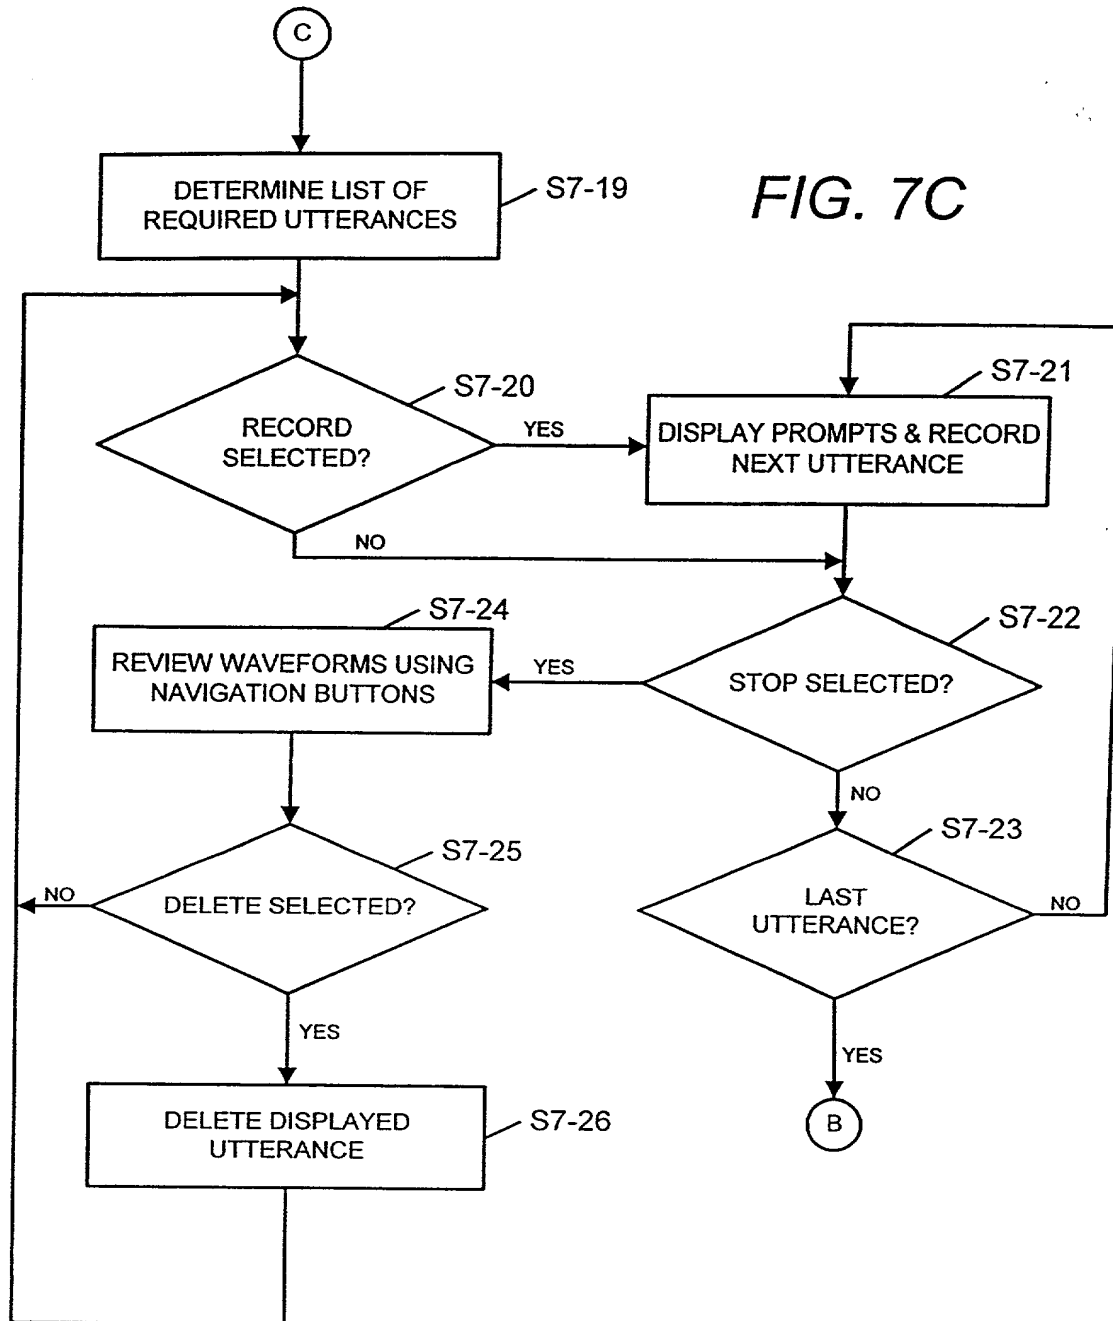 C
DETERMINE LIST OF
REQUIRED UTTERANCES
S7-19
FIG. 7C
S7-20
RECORD
SELECTED?
YES
NO
S7-21
DISPLAY PROMPTS & RECORD
NEXT UTTERANCE
S7-24
REVIEW WAVEFORMS USING
NAVIGATION BUTTONS
YES
S7-22
STOP SELECTED?
NO
S7-25
NO
DELETE SELECTED?
YES
S7-23
LAST
UTTERANCE?
NO
YES
DELETE DISPLAYED
UTTERANCE
S7-26
B